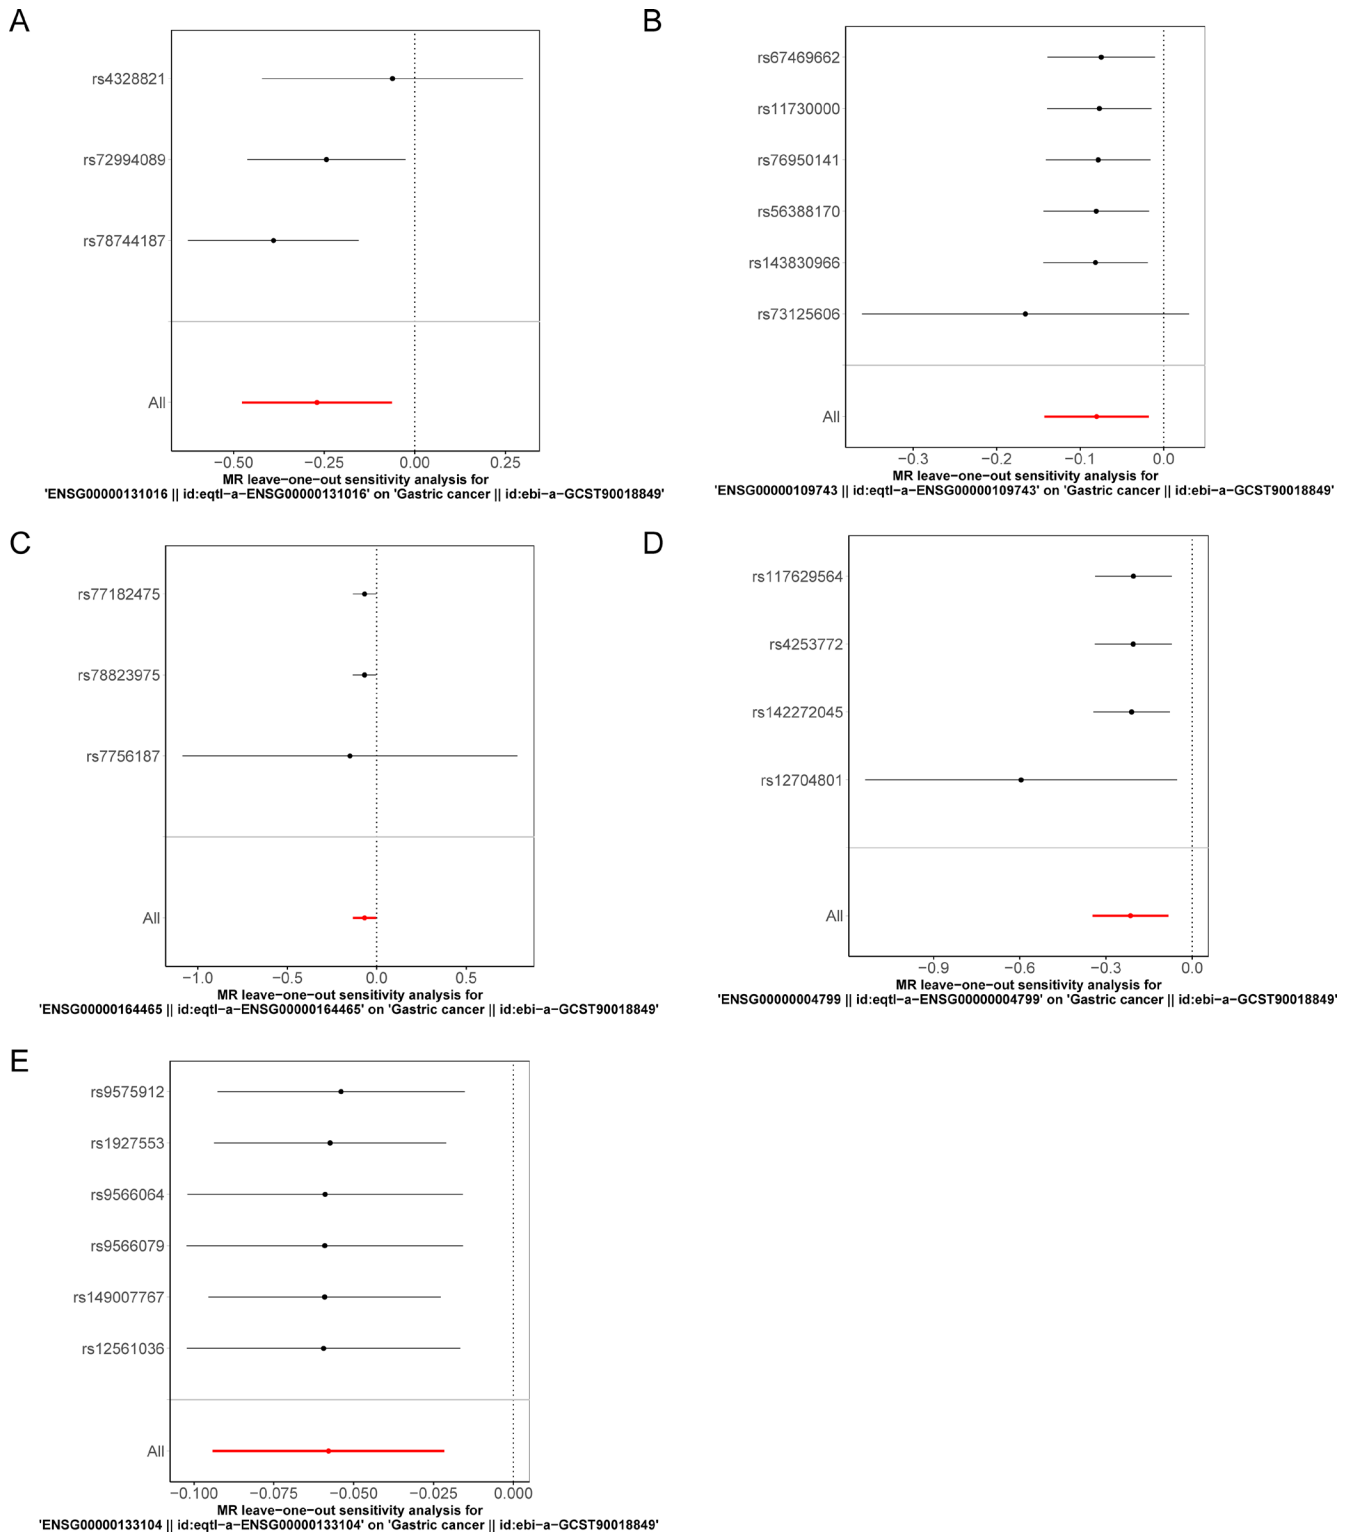 A
rs4328821
rs72994089
rs78744187
All
−0.50 −0.25 0.00 0.25
MR leave−one−out sensitivity analysis for
'ENSG00000131016 || id:eqtl−a−ENSG00000131016' on 'Gastric cancer || id:ebi−a−GCST90018849'
B
rs67469662
rs11730000
rs76950141
rs56388170
rs143830966
rs73125606
All
−0.3 −0.2 −0.1 0.0
MR leave−one−out sensitivity analysis for
'ENSG00000109743 || id:eqtl−a−ENSG00000109743' on 'Gastric cancer || id:ebi−a−GCST90018849'
C
rs77182475
rs78823975
rs7756187
All
−1.0 −0.5 0.0 0.5
MR leave−one−out sensitivity analysis for
'ENSG00000164465 || id:eqtl−a−ENSG00000164465' on 'Gastric cancer || id:ebi−a−GCST90018849'
D
rs117629564
rs4253772
rs142272045
rs12704801
All
−0.9 −0.6 −0.3 0.0
MR leave−one−out sensitivity analysis for
'ENSG00000004799 || id:eqtl−a−ENSG00000004799' on 'Gastric cancer || id:ebi−a−GCST90018849'
E
rs9575912
rs1927553
rs9566064
rs9566079
rs149007767
rs12561036
All
−0.100 −0.075 −0.050 −0.025 0.000
MR leave−one−out sensitivity analysis for
'ENSG00000133104 || id:eqtl−a−ENSG00000133104' on 'Gastric cancer || id:ebi−a−GCST90018849'